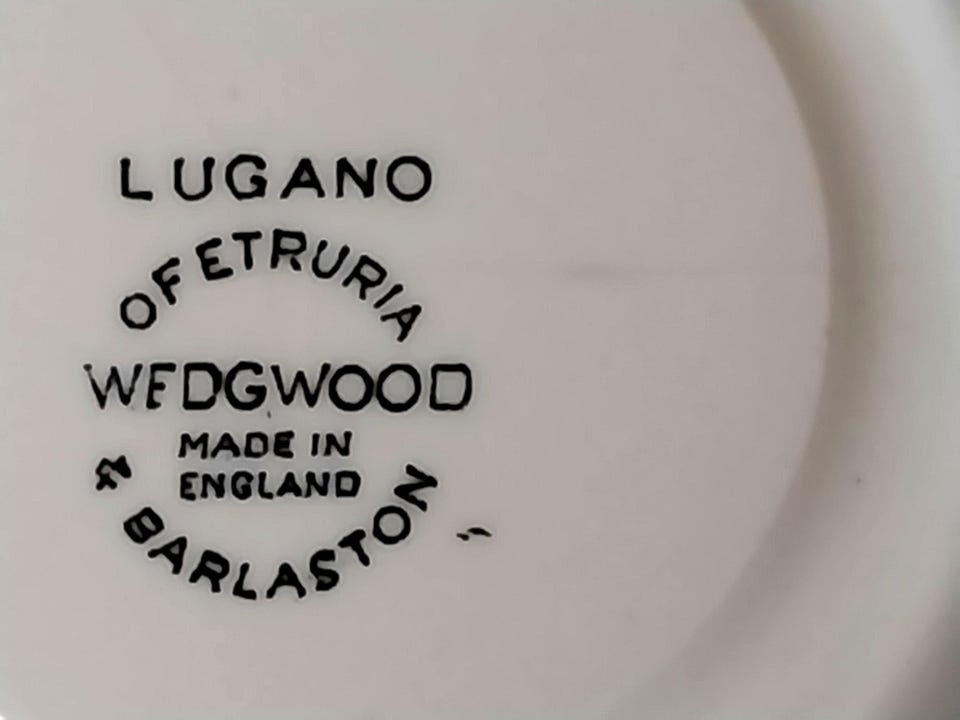 LUGANO
OF ETRURIA
WEDGWOOD
MADE IN
ENGLAND
& BARLASTON